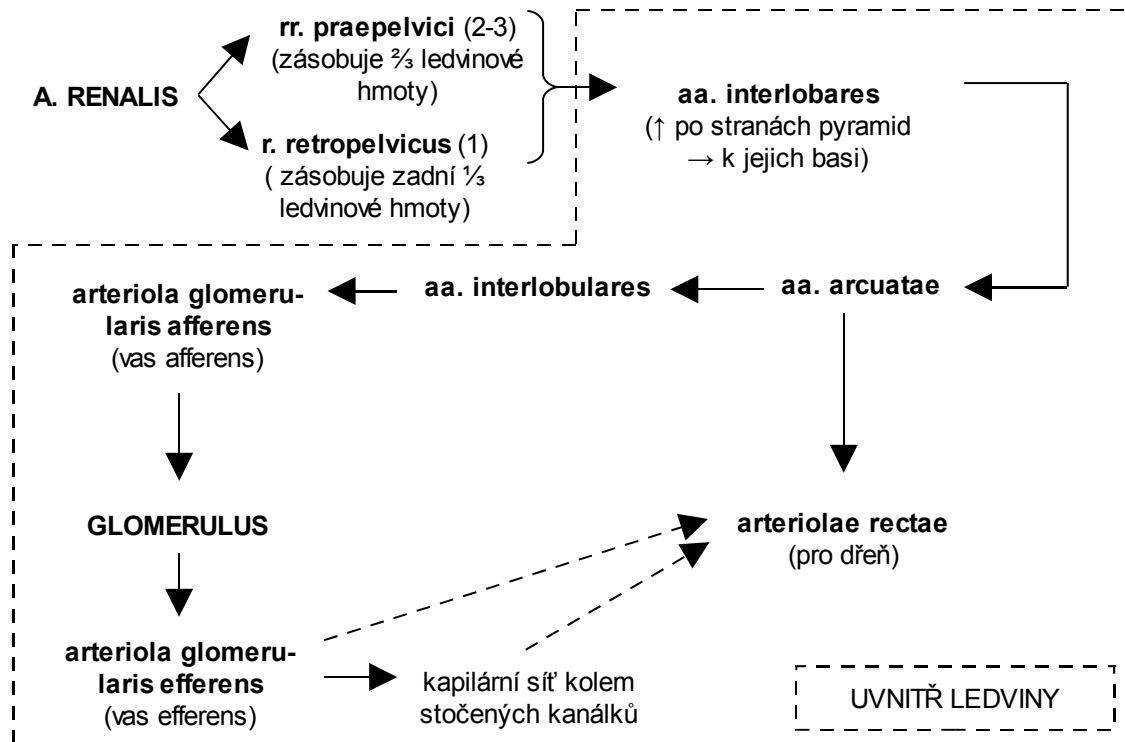 rr. praepelvici (2-3)
(zásobuje ⅔ ledvinové
hmoty)
A. RENALIS
r. retropelvicus (1)
( zásobuje zadní ⅓
ledvinové hmoty)
aa. interlobares
(↑ po stranách pyramid
→ k jejich basi)
aa. arcuatae
aa. interlobulares
arteriola glomeru-
laris afferens
(vas afferens)
GLOMERULUS
arteriolae rectae
(pro dřeň)
arteriola glomeru-
laris efferens
(vas efferens)
kapilární síť kolem
stočených kanálků
UVNITŘ LEDVINY